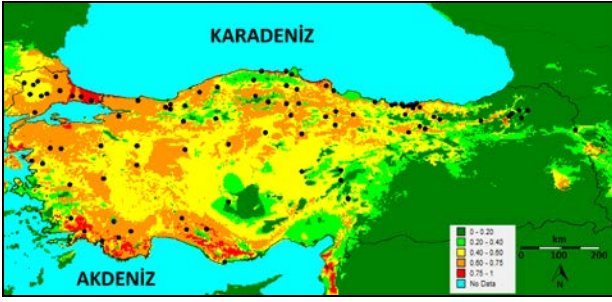 KARADENİZ
AKDENİZ
0 - 0.20
0.20 - 0.40
0.40 - 0.60
0.60 - 0.75
0.75 - 1
No Data
km
0 100 200
N